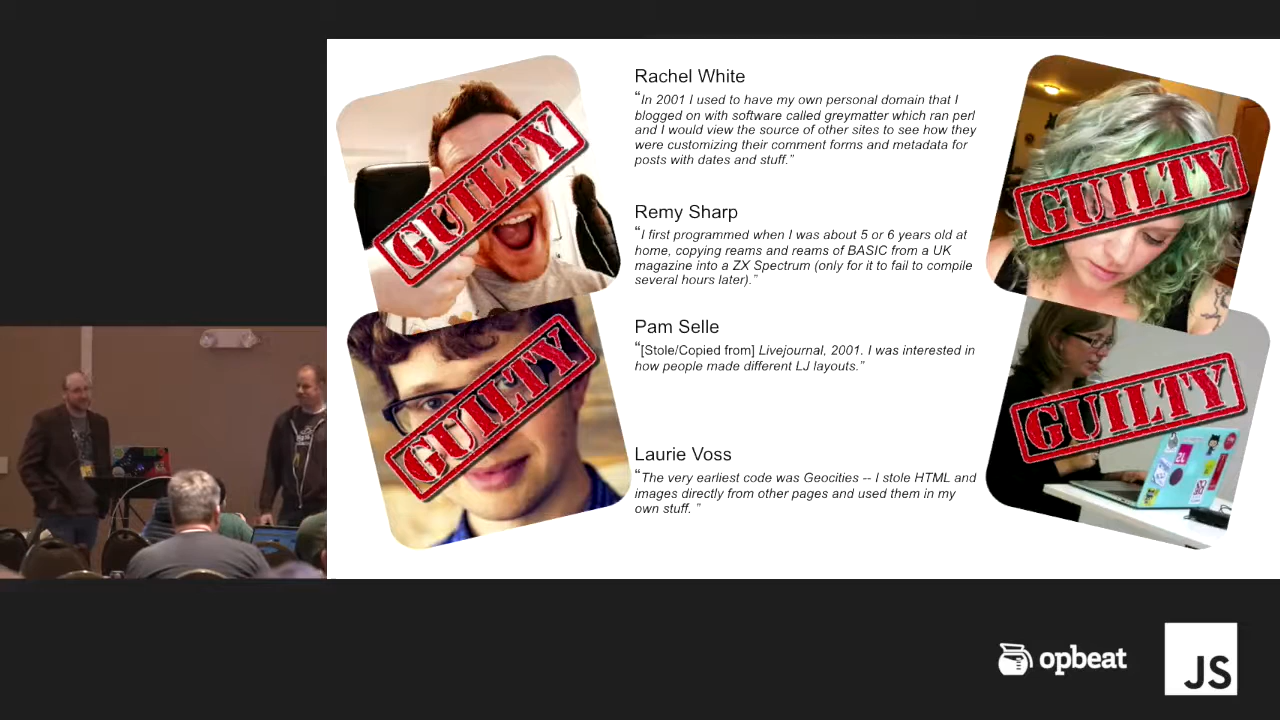 Rachel White
“In 2001 I used to have my own personal domain that I
blogged on with software called greymatter which ran perl
and I would view the source of other sites to see how they
were customizing their comment forms and metadata for
posts with dates and stuff.”
Remy Sharp
“I first programmed when I was about 5 or 6 years old at
home, copying reams and reams of BASIC from a UK
magazine into a ZX Spectrum (only for it to fail to compile
several hours later).”
Pam Selle
“[Stole/Copied from] Livejournal, 2001. I was interested in
how people made different LJ layouts.”
Laurie Voss
“The very earliest code was Geocities -- I stole HTML and
images directly from other pages and used them in my
own stuff. ”
GUILTY
GUILTY
GUILTY
GUILTY
opbeat
JS